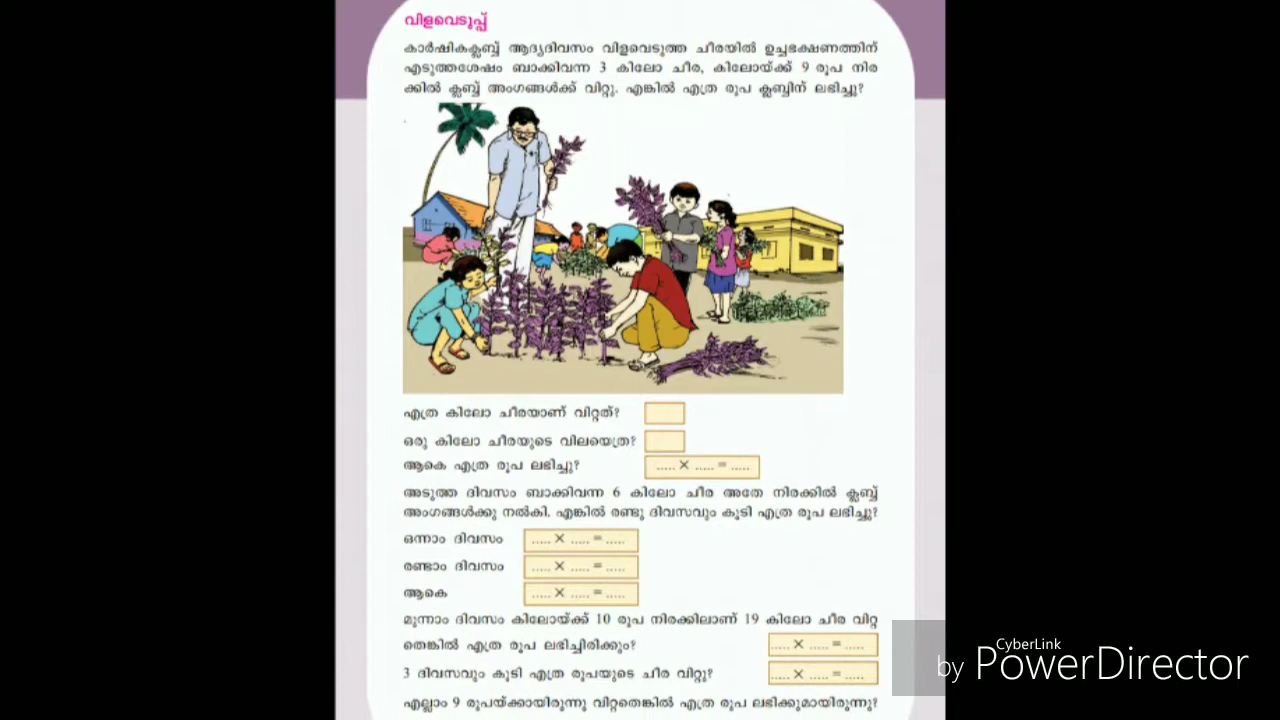 വിളവെടുപ്പ്
കാർഷികക്ലബ്ബ് ആദ്യദിവസം വിളവെടുത്ത ചീരയിൽ ഉച്ചഭക്ഷണത്തിന്
എടുത്തശേഷം ബാക്കിവന്ന 3 കിലോ ചീര, കിലോയ്ക്ക് 9 രൂപ നിര
ക്കിൽ ക്ലബ്ബ് അംഗങ്ങൾക്ക് വിറ്റു. എങ്കിൽ എത്ര രൂപ ക്ലബ്ബിന് ലഭിച്ചു?
എത്ര കിലോ ചീരയാണ് വിറ്റത്?
ഒരു കിലോ ചീരയുടെ വിലയെത്ര?
ആകെ എത്ര രൂപ ലഭിച്ചു? ..... × ..... = .....
അടുത്ത ദിവസം ബാക്കിവന്ന 6 കിലോ ചീര അതേ നിരക്കിൽ ക്ലബ്ബ്
അംഗങ്ങൾക്കു നൽകി. എങ്കിൽ രണ്ടു ദിവസവും കൂടി എത്ര രൂപ ലഭിച്ചു?
ഒന്നാം ദിവസം ..... × ..... = .....
രണ്ടാം ദിവസം ..... × ..... = .....
ആകെ ..... × ..... = .....
മൂന്നാം ദിവസം കിലോയ്ക്ക് 10 രൂപ നിരക്കിലാണ് 19 കിലോ ചീര വിറ്റ
തെങ്കിൽ എത്ര രൂപ ലഭിച്ചിരിക്കും? ..... × ..... = .....
3 ദിവസവും കൂടി എത്ര രൂപയുടെ ചീര വിറ്റു? ..... × ..... = .....
എല്ലാം 9 രൂപയ്ക്കായിരുന്നു വിറ്റതെങ്കിൽ എത്ര രൂപ ലഭിക്കുമായിരുന്നു?
CyberLink
by PowerDirector